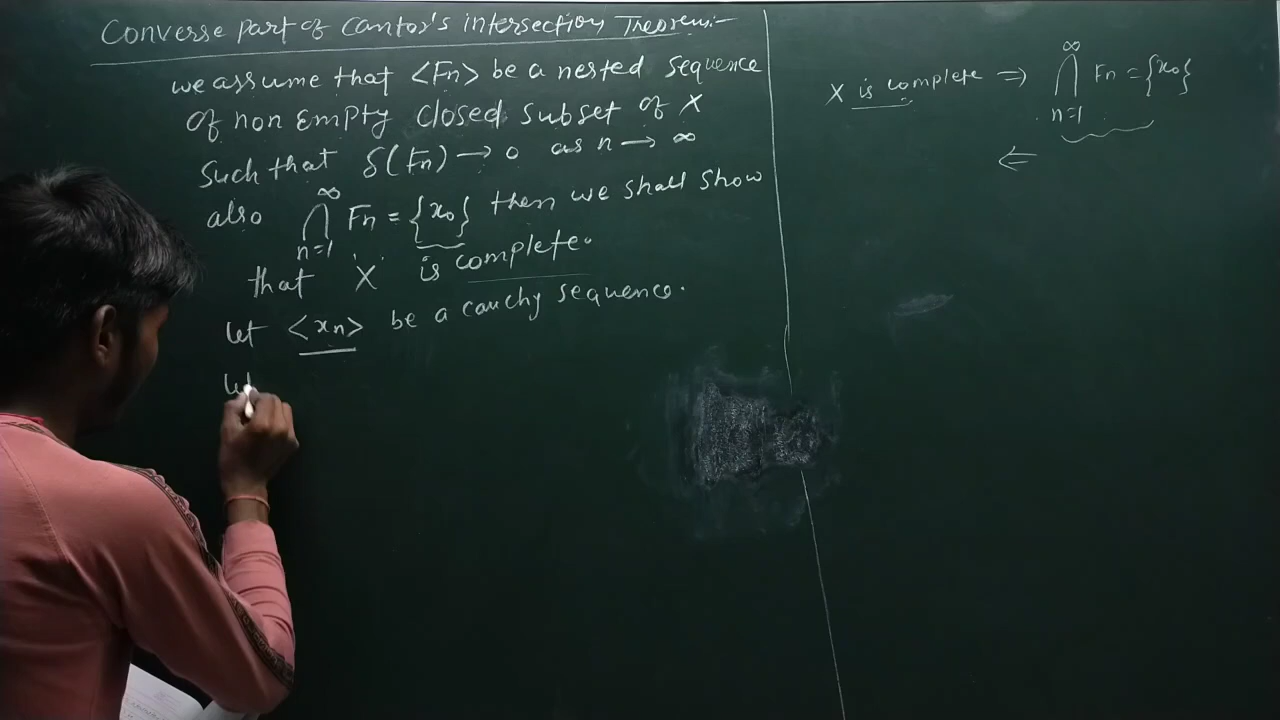 Converse part of Cantor's intersection Theorem:-
we assume that <Fn> be a nested sequence
of non empty closed subset of X
such that δ(Fn) → 0 as n → ∞
also ∞⋂n=1 Fn = {x₀} then we shall show
that 'X' is complete.
let <xn> be a cauchy sequence.
let
X is complete ⇒ ∞⋂n=1 Fn = {x₀}
⇐